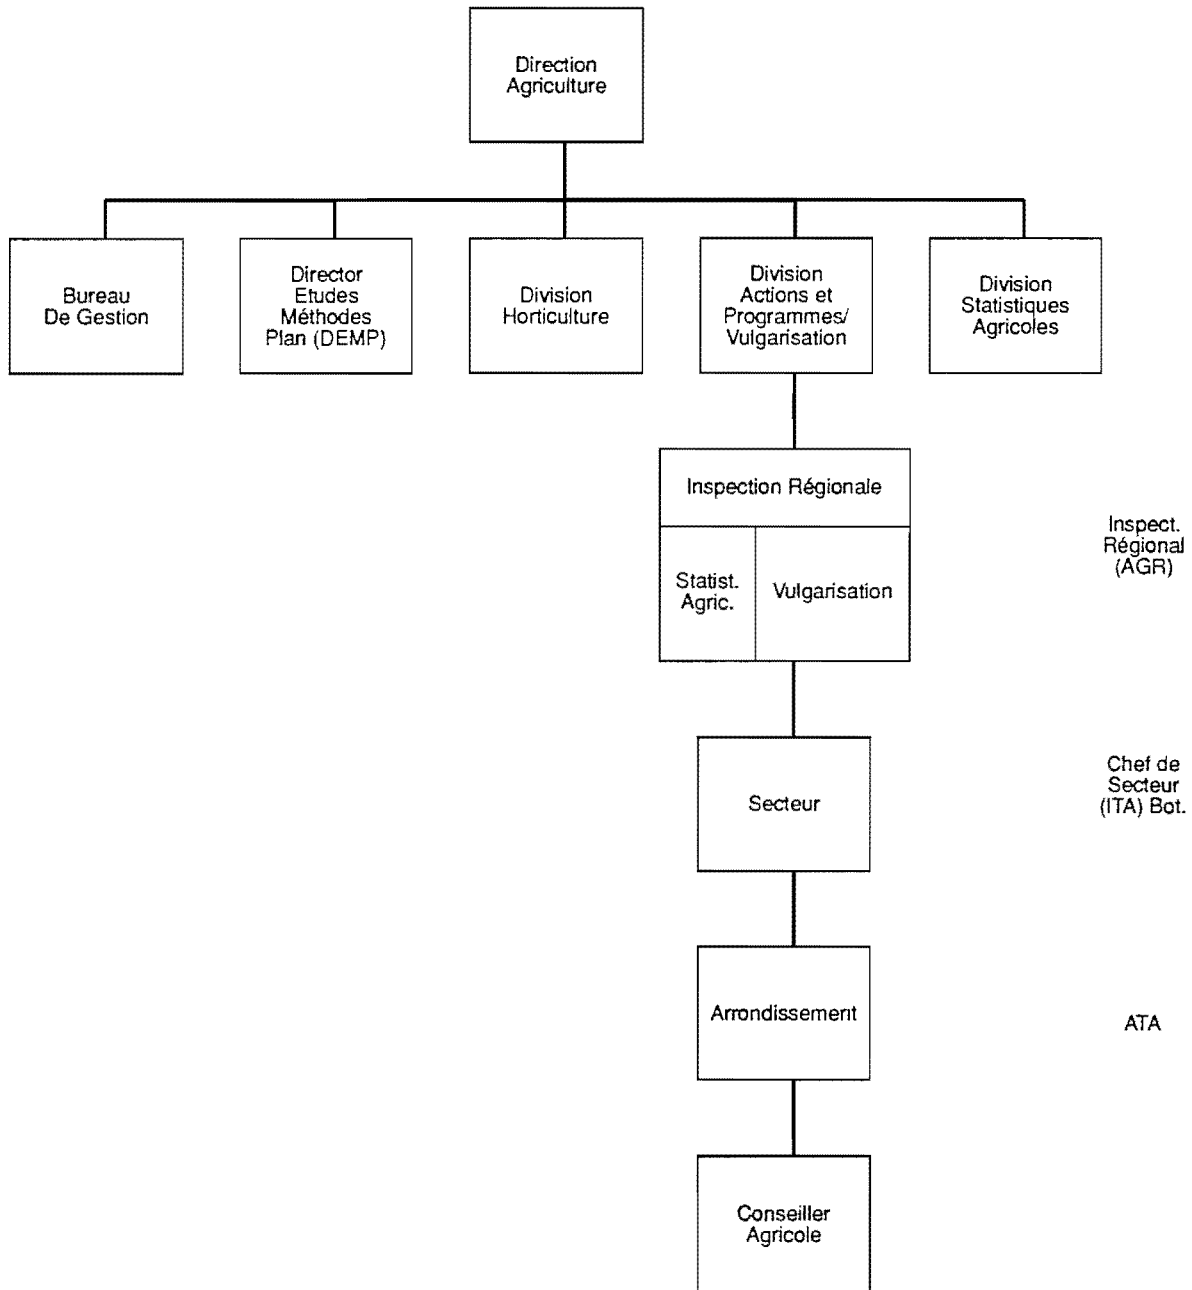 Direction
Agriculture
Bureau
De Gestion
Director
Etudes
Méthodes
Plan (DEMP)
Division
Horticulture
Division
Actions et
Programmes/
Vulgarisation
Division
Statistiques
Agricoles
Inspection Régionale
Statist.
Agric.
Vulgarisation
Inspect.
Régional
(AGR)
Secteur
Chef de
Secteur
(ITA) Bot.
Arrondissement
ATA
Conseiller
Agricole